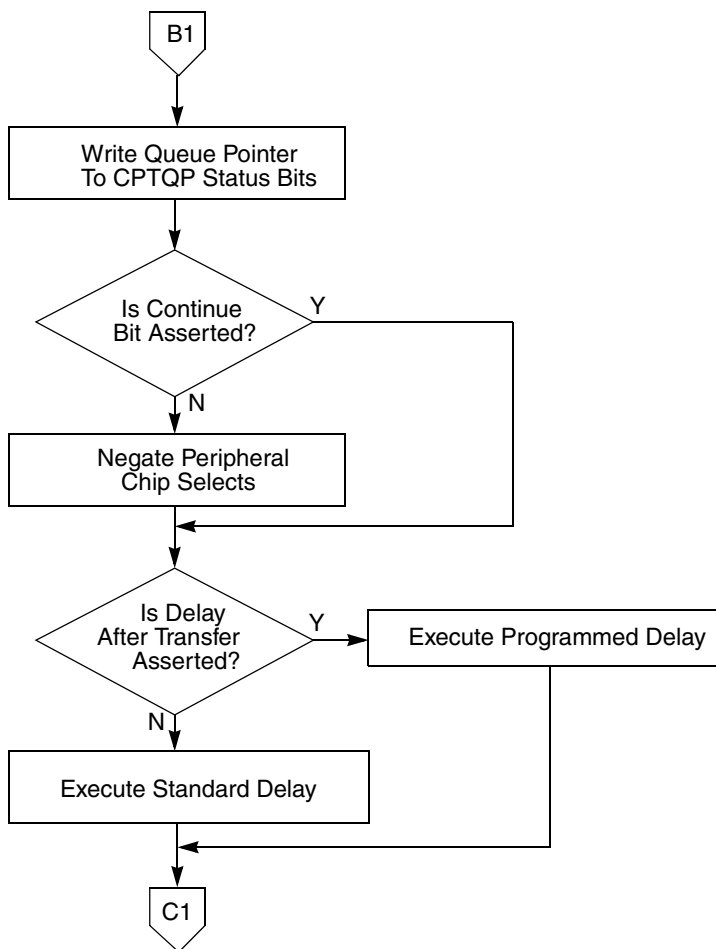 B1
Write Queue Pointer
To CPTQP Status Bits
Is Continue
Bit Asserted?
Y
N
Negate Peripheral
Chip Selects
Is Delay
After Transfer
Asserted?
Y
Execute Programmed Delay
N
Execute Standard Delay
C1